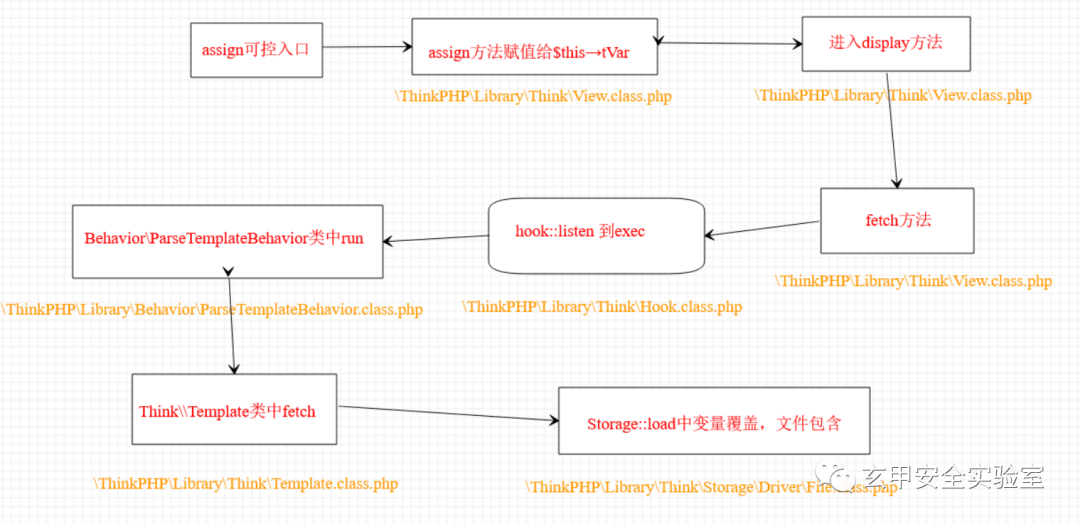 assign可控入口
assign方法赋值给$this→tVar
进入display方法
\ThinkPHP\Library\Think\View.class.php
\ThinkPHP\Library\Think\View.class.php
fetch方法
hook::listen 到exec
Behavior\ParseTemplateBehavior类中run
\ThinkPHP\Library\Think\View.class.php
\ThinkPHP\Library\Think\Hook.class.php
\ThinkPHP\Library\Behavior\ParseTemplateBehavior.class.php
Think\\Template类中fetch
Storage::load中变量覆盖，文件包含
\ThinkPHP\Library\Think\Template.class.php
\ThinkPHP\Library\Think\Storage\Driver\File.class.php
玄甲安全实验室